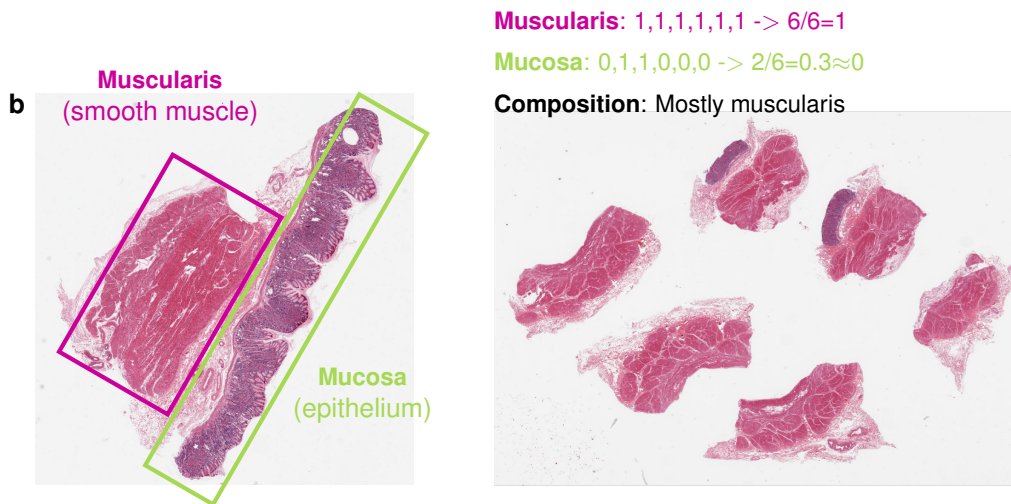 Muscularis: 1,1,1,1,1,1 -> 6/6=1
Mucosa: 0,1,1,0,0,0 -> 2/6=0.3≈0
Composition: Mostly muscularis
b
Muscularis
(smooth muscle)
Mucosa
(epithelium)